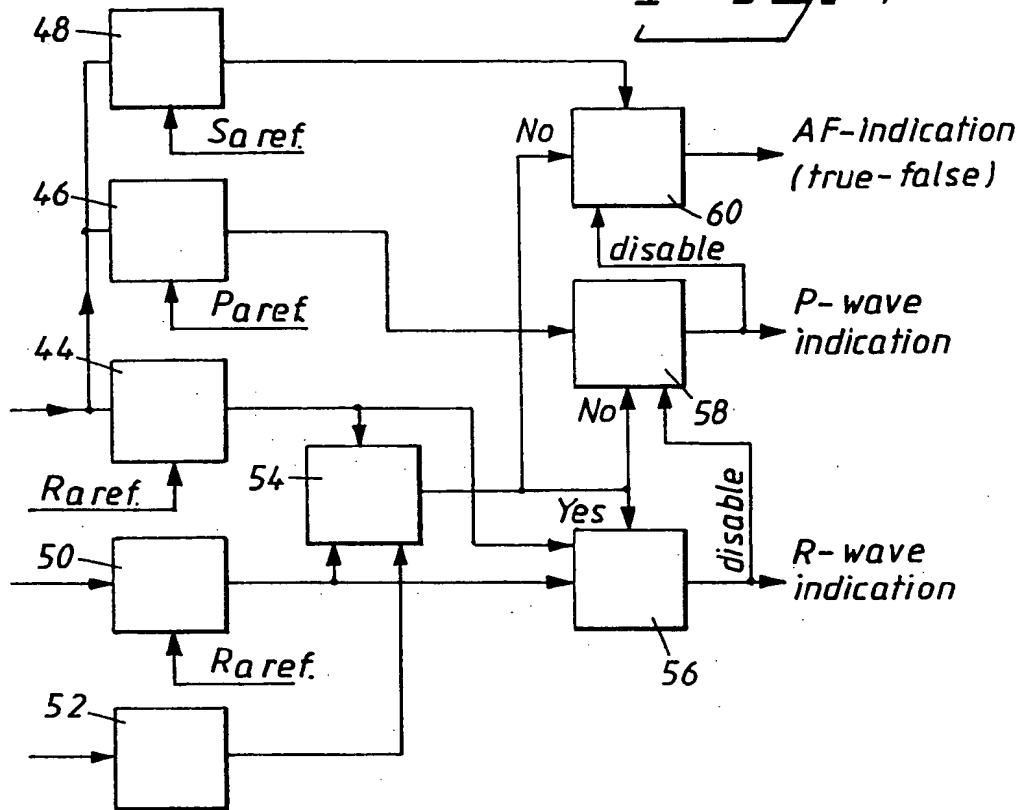 48
Sa ref.
No
AF-indication
(true-false)
46
60
disable
Pa ref.
P-wave
indication
44
58
No
Ra ref.
54
Yes
disable
50
R-wave
indication
Ra ref.
56
52